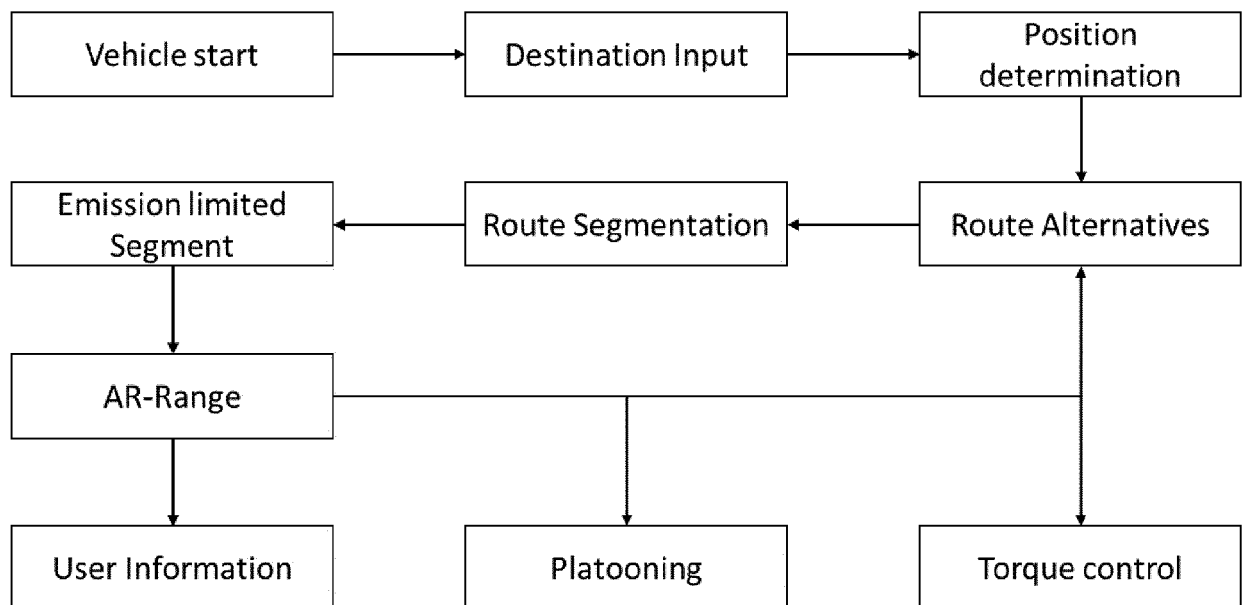 Vehicle start
Destination Input
Position
determination
Emission limited
Segment
Route Segmentation
Route Alternatives
AR-Range
User Information
Platooning
Torque control